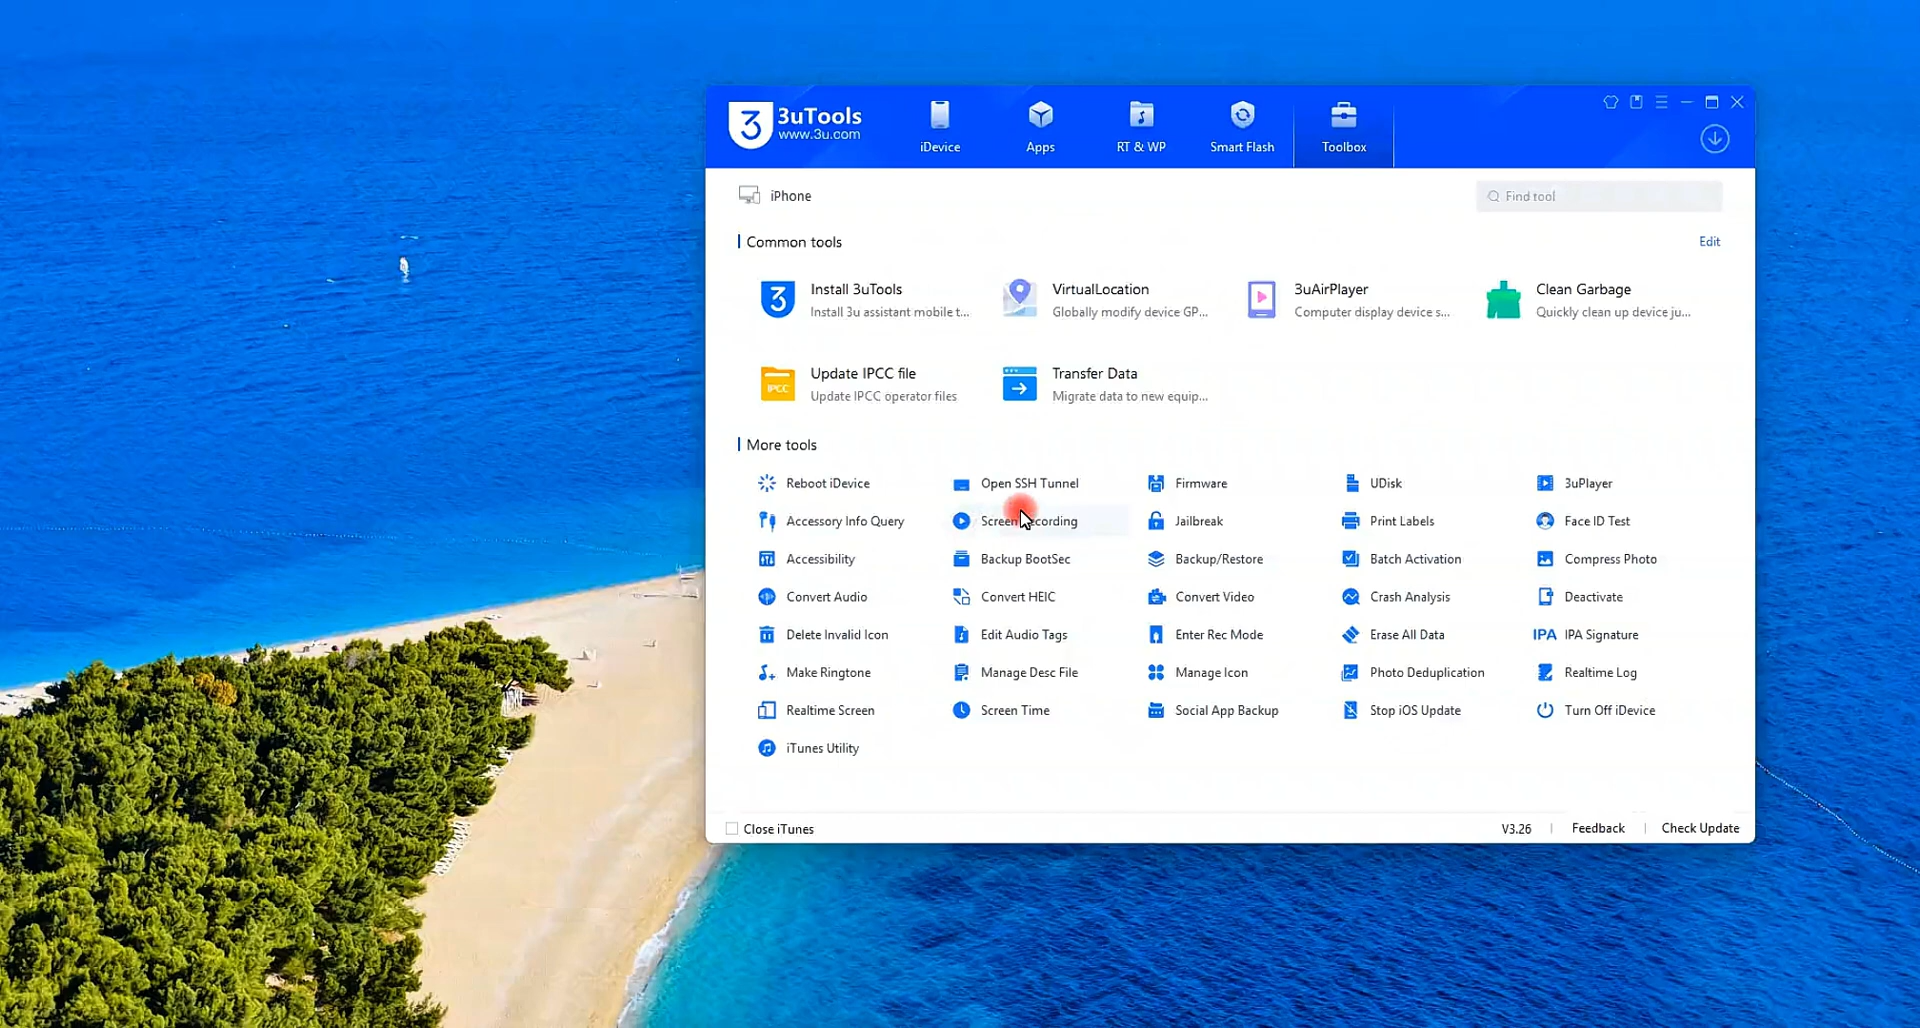 3 3uTools
www.3u.com
iDevice
Apps
RT & WP
Smart Flash
Toolbox
iPhone
Find tool
Common tools
Edit
3 Install 3uTools
Install 3u assistant mobile t...
VirtualLocation
Globally modify device GP...
3uAirPlayer
Computer display device s...
Clean Garbage
Quickly clean up device ju...
IPCC Update IPCC file
Update IPCC operator files
Transfer Data
Migrate data to new equip...
More tools
Reboot iDevice
Open SSH Tunnel
Firmware
UDisk
3uPlayer
Accessory Info Query
Screen ecording
Jailbreak
Print Labels
Face ID Test
Accessibility
Backup BootSec
Backup/Restore
Batch Activation
Compress Photo
Convert Audio
Convert HEIC
Convert Video
Crash Analysis
Deactivate
Delete Invalid Icon
Edit Audio Tags
Enter Rec Mode
Erase All Data
IPA IPA Signature
Make Ringtone
Manage Desc File
Manage Icon
Photo Deduplication
Realtime Log
Realtime Screen
Screen Time
Social App Backup
Stop iOS Update
Turn Off iDevice
iTunes Utility
Close iTunes
V3.26
Feedback
Check Update